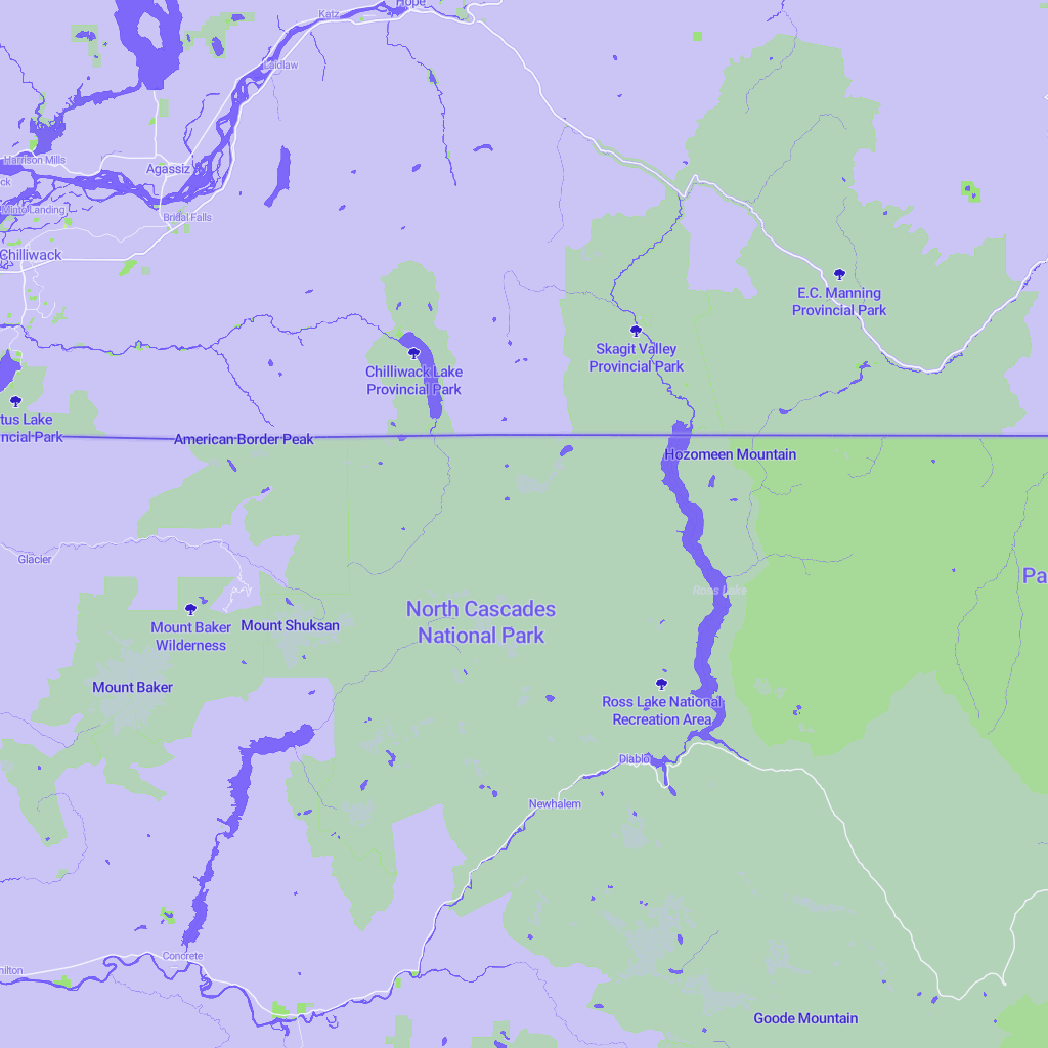 Hope
Katz
Laidlaw
Harrison Mills
Agassiz
ck
Minto Landing
Bridal Falls
Chilliwack
E.C. Manning
Provincial Park
Skagit Valley
Provincial Park
Chilliwack Lake
Provincial Park
tus Lake
ncial Park
American Border Peak
Hozomeen Mountain
Glacier
Pa
Ross Lake
North Cascades
National Park
Mount Baker
Wilderness
Mount Shuksan
Mount Baker
Ross Lake National
Recreation Area
Diablo
Newhalem
Concrete
nilton
Goode Mountain